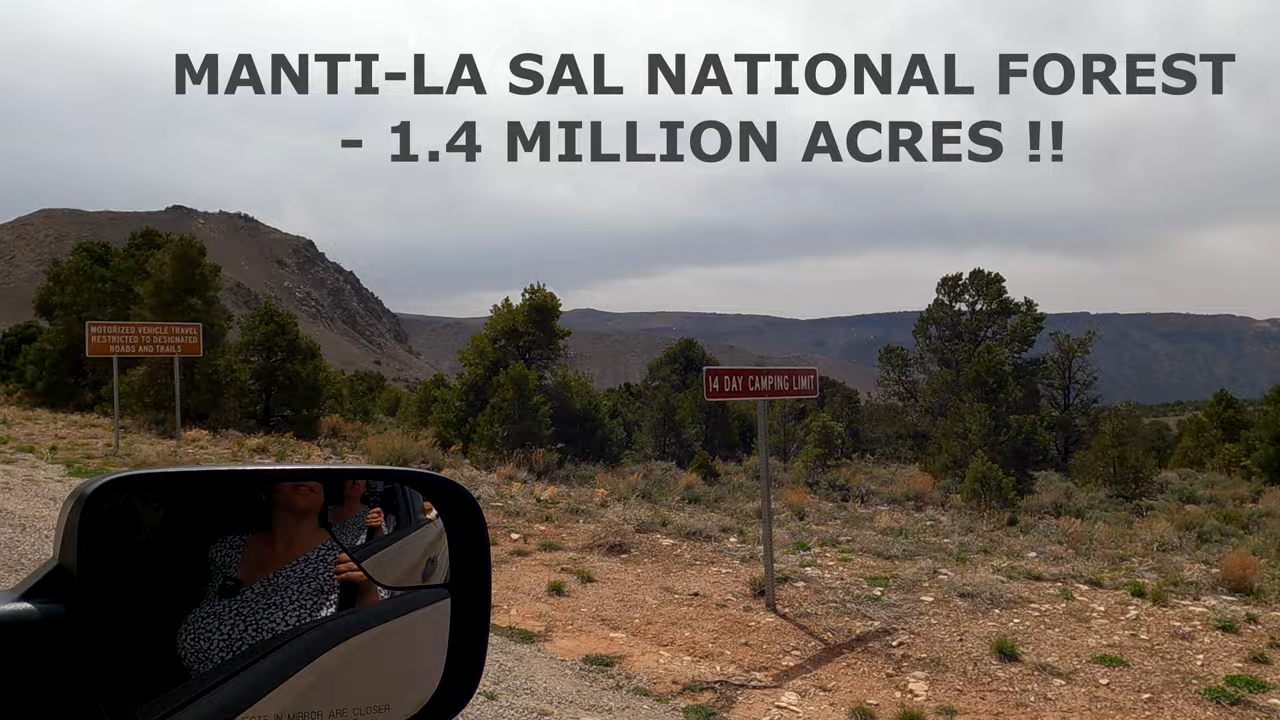 MANTI-LA SAL NATIONAL FOREST
- 1.4 MILLION ACRES !!
MOTORIZED VEHICLE TRAVEL
RESTRICTED TO DESIGNATED
ROADS AND TRAILS
14 DAY CAMPING LIMIT
IN MIRROR ARE CLOSER